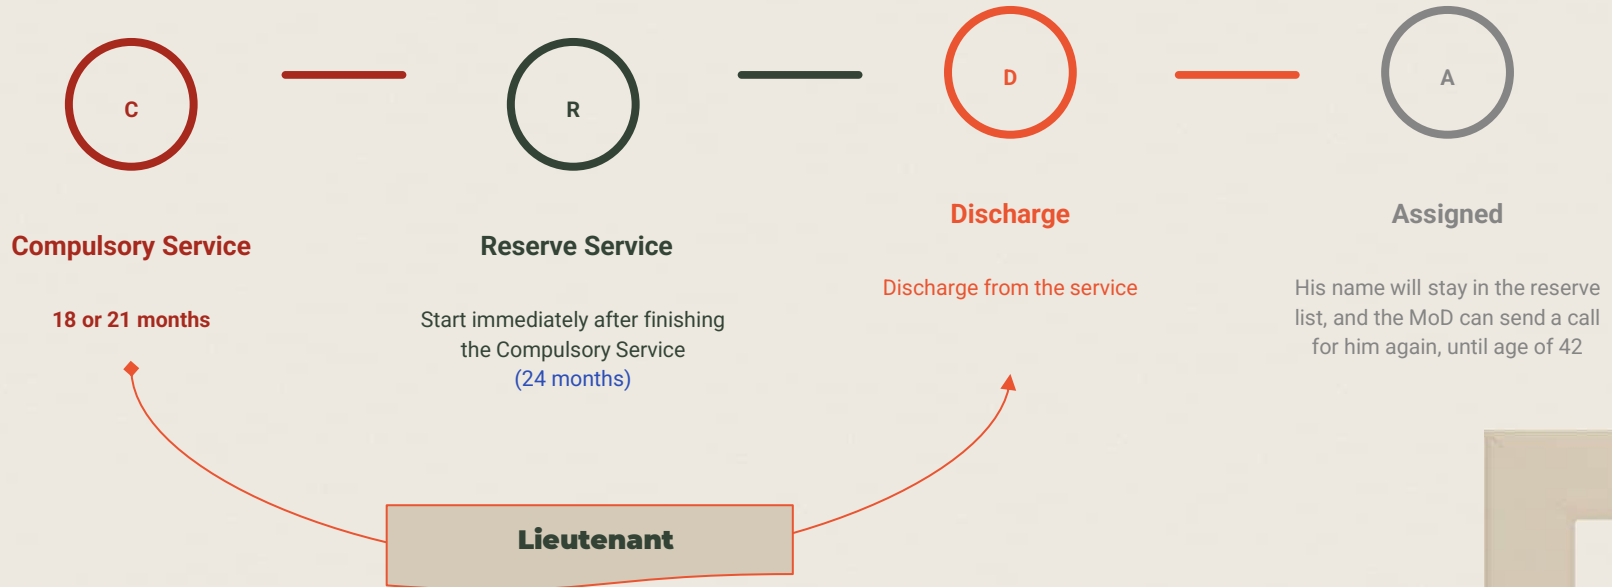 C
Compulsory Service
18 or 21 months
R
Reserve Service
Start immediately after finishing
the Compulsory Service
(24 months)
D
Discharge
Discharge from the service
A
Assigned
His name will stay in the reserve
list, and the MoD can send a call
for him again, until age of 42
Lieutenant